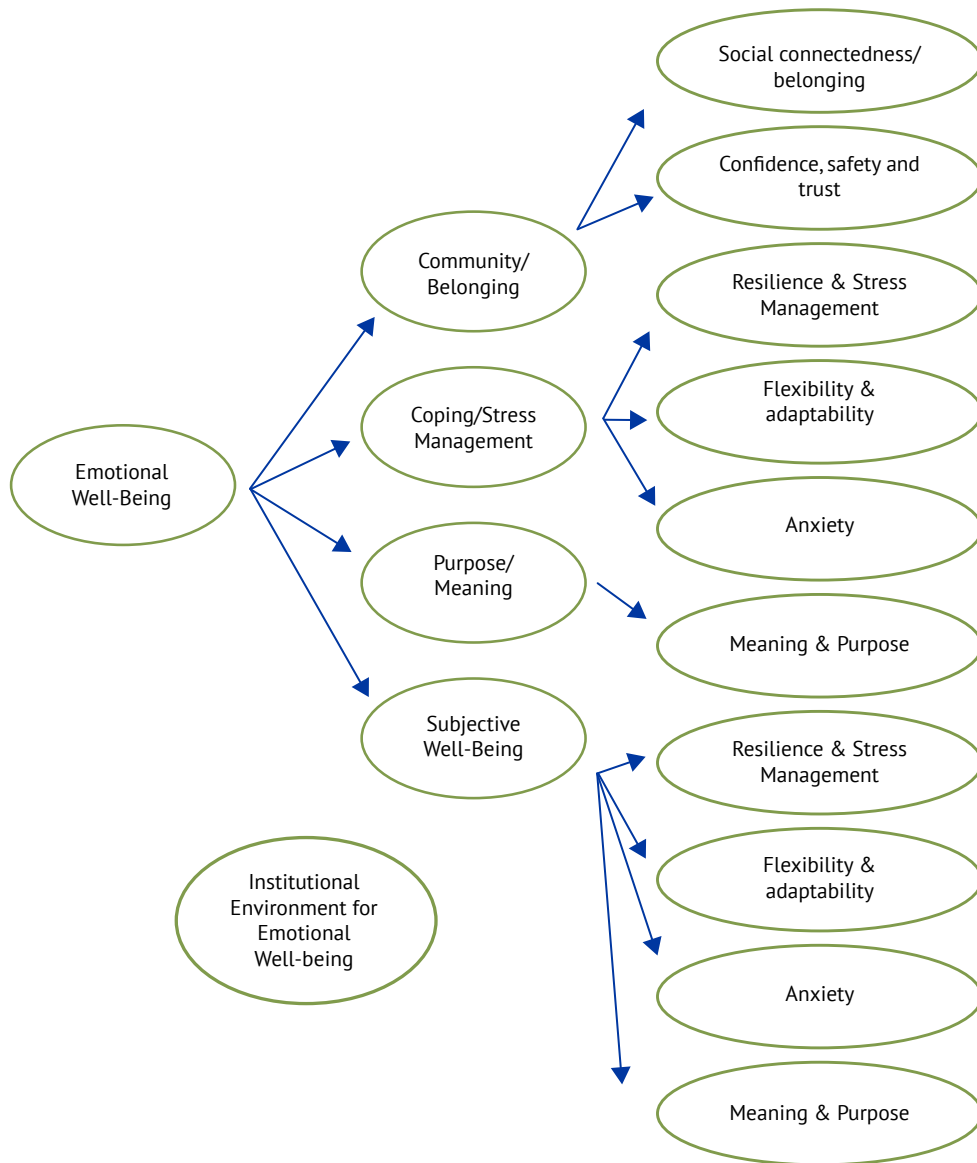 Social connectedness/
belonging
Confidence, safety and
trust
Community/
Belonging
Resilience & Stress
Management
Coping/Stress
Management
Flexibility &
adaptability
Emotional
Well-Being
Anxiety
Purpose/
Meaning
Meaning & Purpose
Subjective
Well-Being
Resilience & Stress
Management
Flexibility &
adaptability
Institutional
Environment for
Emotional
Well-being
Anxiety
Meaning & Purpose